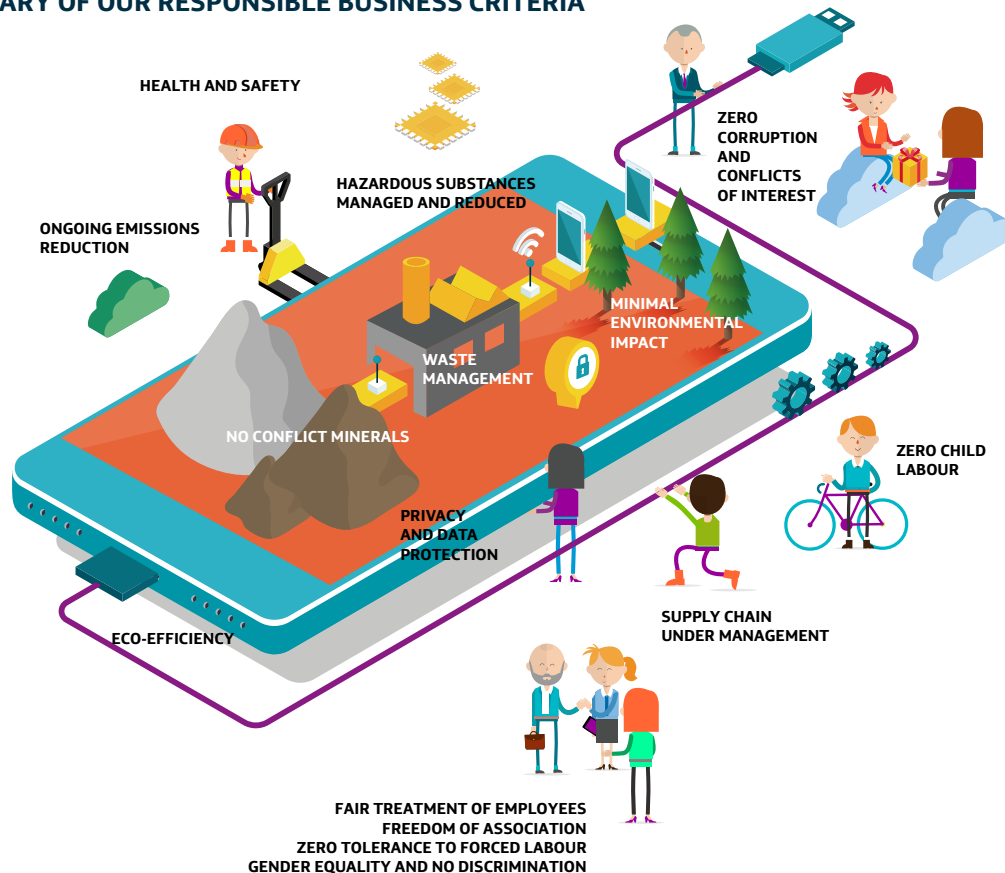 ARY OF OUR RESPONSIBLE BUSINESS CRITERIA
HEALTH AND SAFETY
ZERO
CORRUPTION
AND
CONFLICTS
OF INTEREST
HAZARDOUS SUBSTANCES
MANAGED AND REDUCED
ONGOING EMISSIONS
REDUCTION
MINIMAL
ENVIRONMENTAL
IMPACT
WASTE
MANAGEMENT
NO CONFLICT MINERALS
ZERO CHILD
LABOUR
PRIVACY
AND DATA
PROTECTION
SUPPLY CHAIN
UNDER MANAGEMENT
ECO-EFFICIENCY
FAIR TREATMENT OF EMPLOYEES
FREEDOM OF ASSOCIATION
ZERO TOLERANCE TO FORCED LABOUR
GENDER EQUALITY AND NO DISCRIMINATION